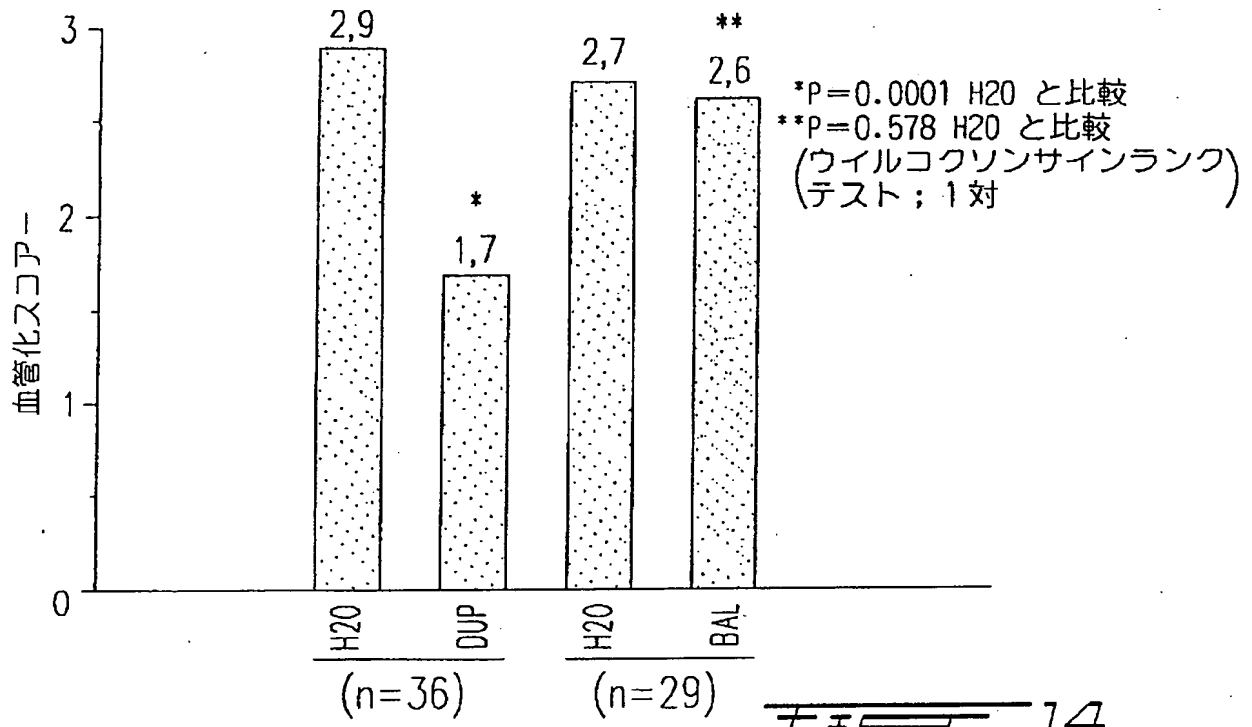 血管化スコアー
3
2
1
0
2,9
*
1,7
2,7
**
2,6
H20
DUP
H20
BAL
(n=36)
(n=29)
*P=0.0001 H20 と比較
**P=0.578 H20 と比較
(ウイルコクソンサインランク
テスト；1対)
14